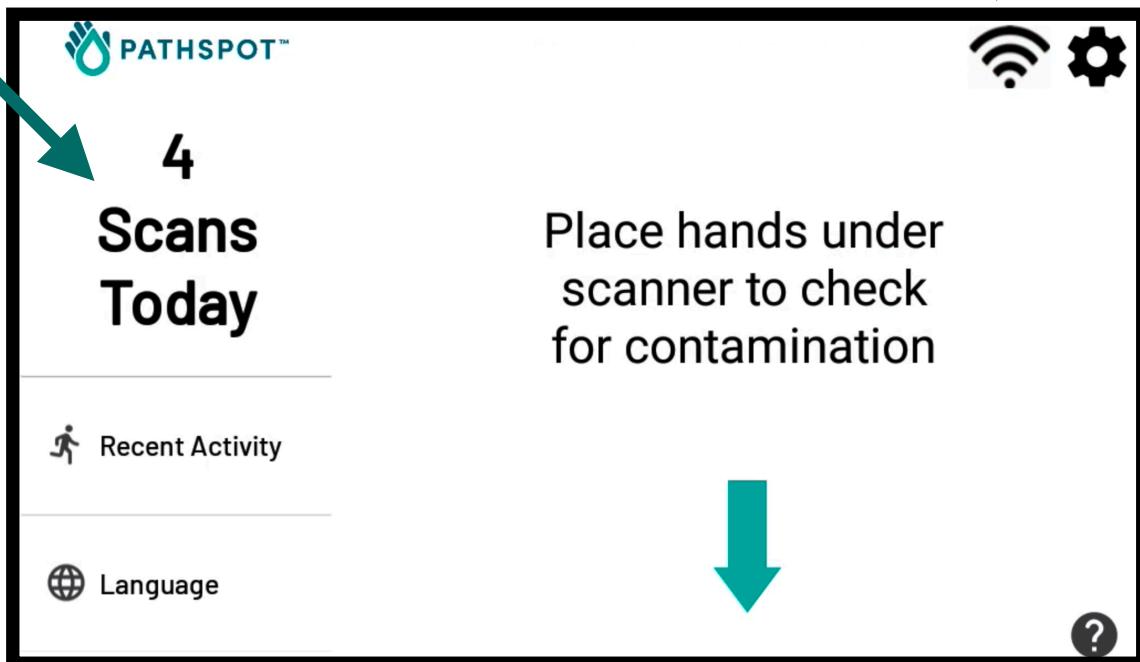 PATHSPOT™
4
Scans
Today
Place hands under
scanner to check
for contamination
Recent Activity
Language
?